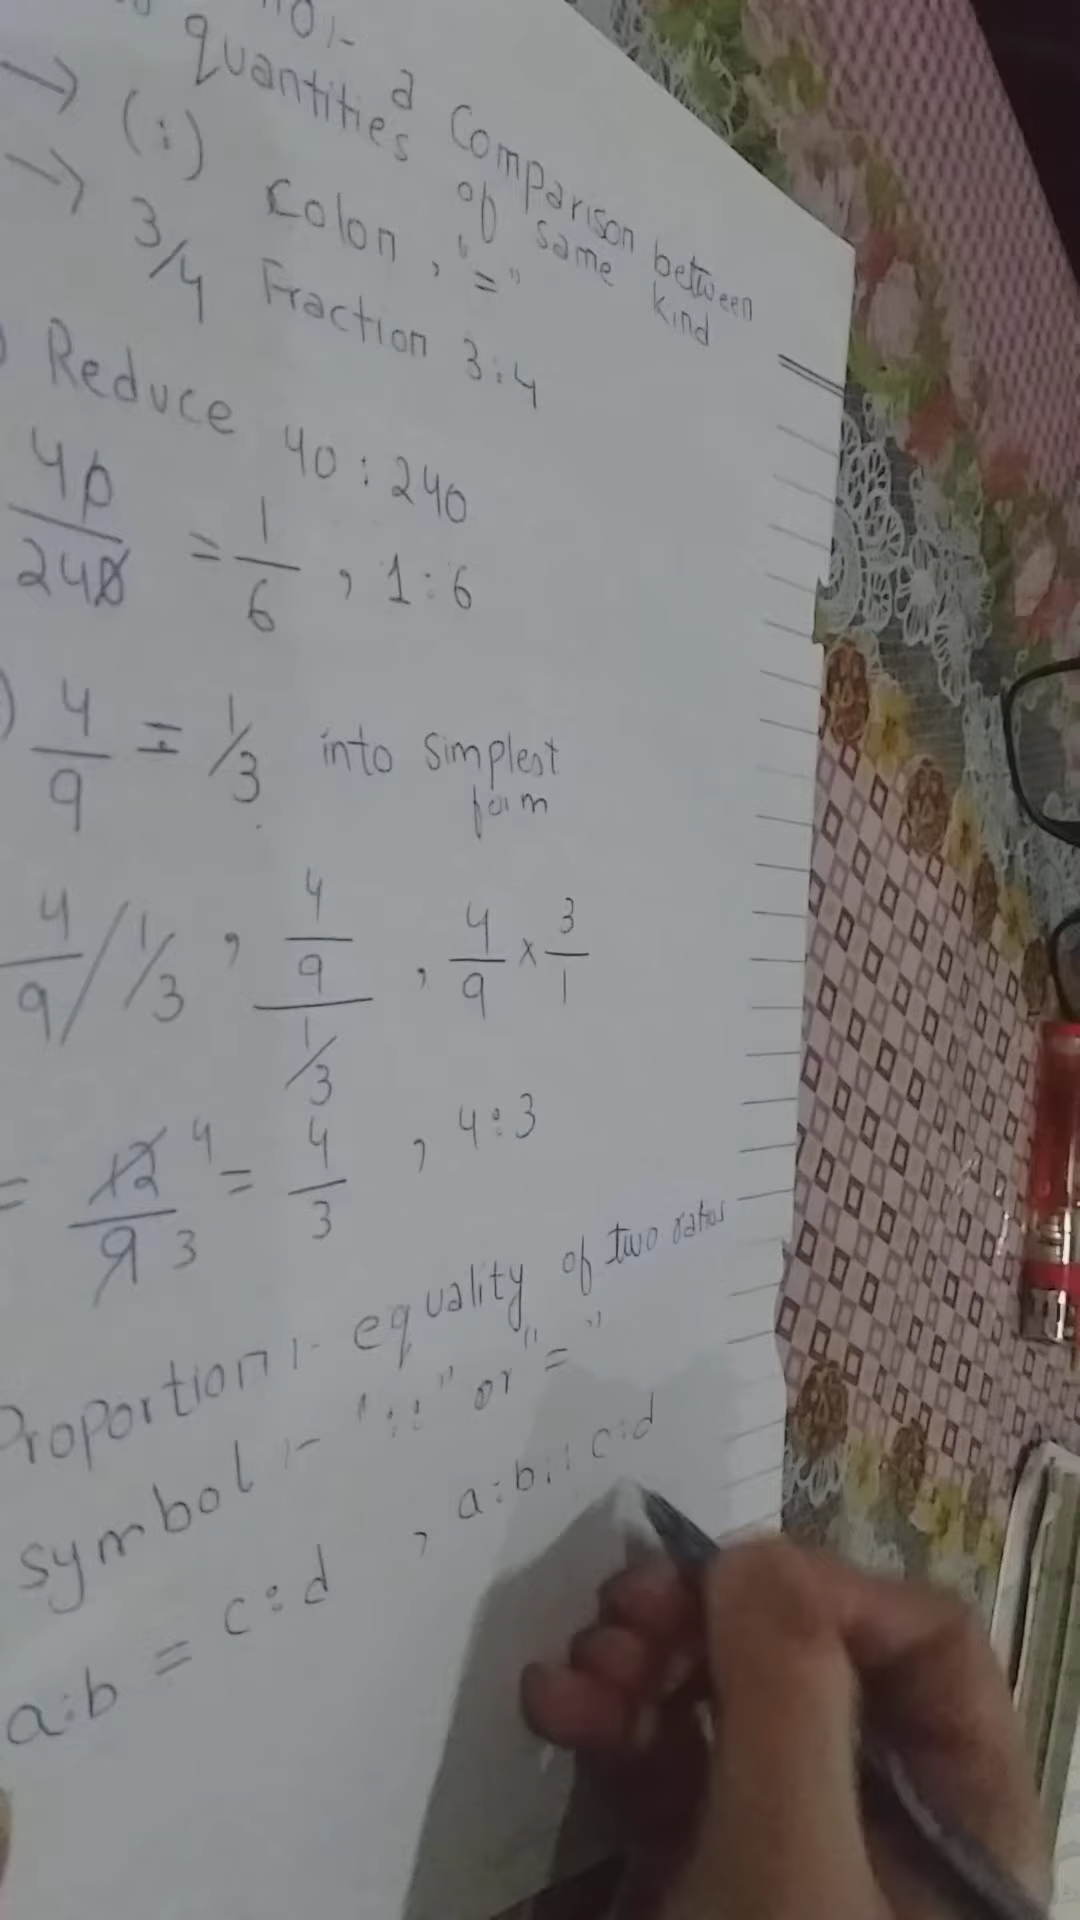 a comparison between
quantities of same kind
→ (:) colon, "="
→ 3/4 Fraction 3:4
Reduce 40:240
40/240 = 1/6, 1:6
4/9 = 1/3 into simplest form
4/9/1/3, 4/9/1/3, 4/9 × 3/1
= 12/9 4 3 = 4/3, 4:3
Proportion :- equality of two ratios
symbol :- "::" or "="
a:b = c:d, a:b::c:d